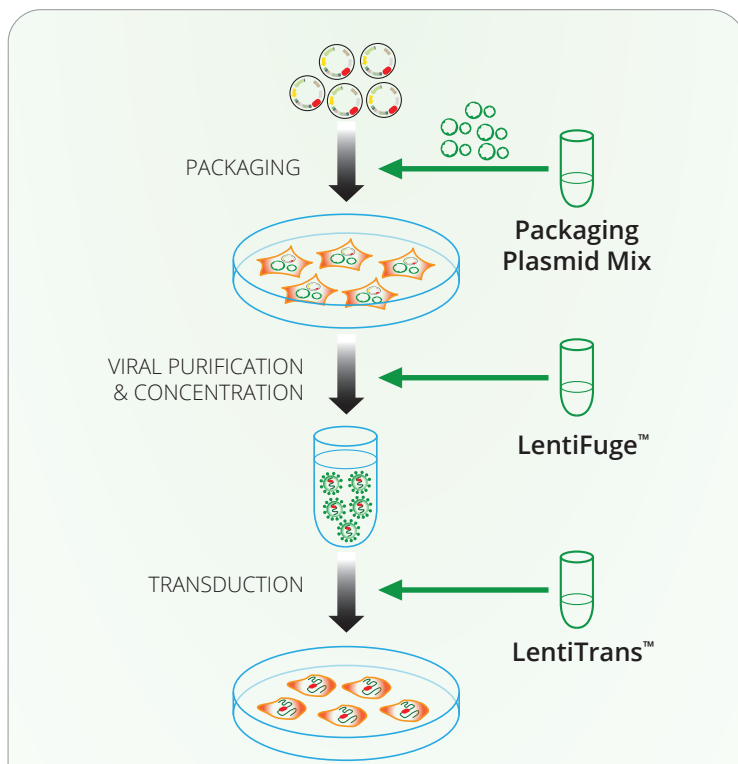 PACKAGING
Packaging
Plasmid Mix
VIRAL PURIFICATION
& CONCENTRATION
LentiFuge™
TRANSDUCTION
LentiTrans™